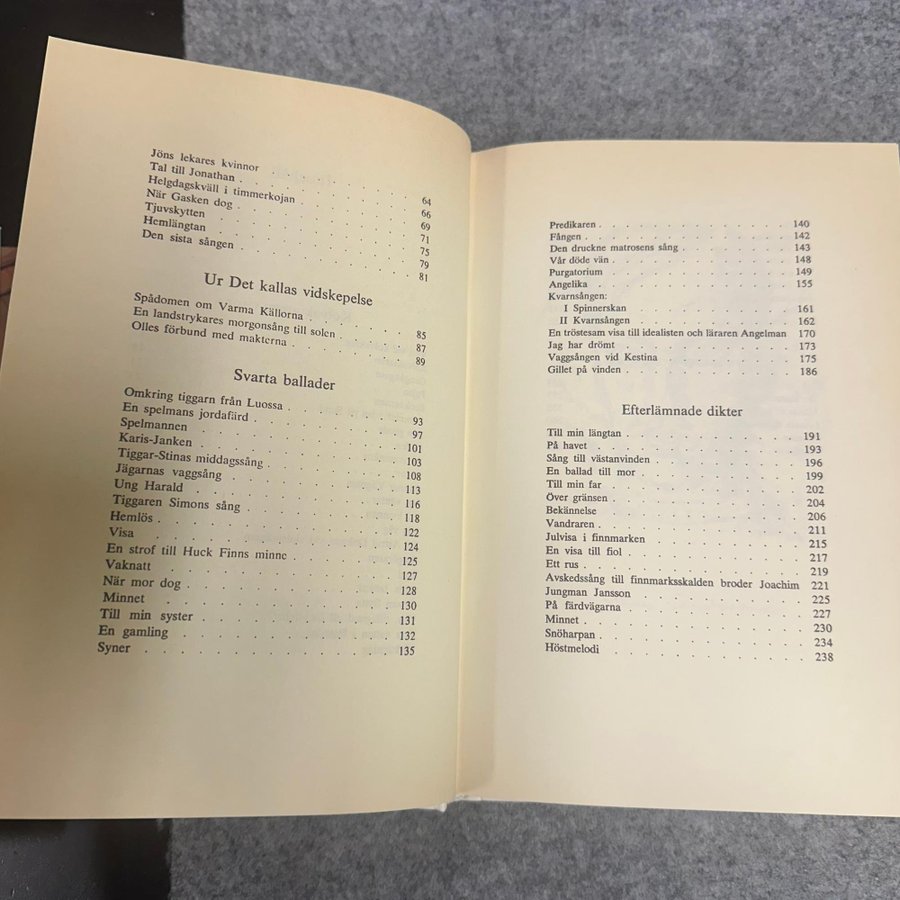 Jöns lekares kvinnor . . . . . . . . . . 64
Tal till Jonathan . . . . . . . . . . 66
Helgdagskväll i timmerkojan . . . . . . . 69
När Gasken dog . . . . . . . . . . 71
Tjuvskytten . . . . . . . . . . 75
Hemlängtan . . . . . . . . . . 79
Den sista sången . . . . . . . . . . 81
Ur Det kallas vidskepelse
Spådomen om Varma Källorna . . . . . . 85
En landstrykares morgonsång till solen . . . . 87
Olles förbund med makterna . . . . . . . 89
Svarta ballader
Omkring tiggarn från Luossa . . . . . . . 93
En spelmans jordafärd . . . . . . . . 97
Spelmannen . . . . . . . . . . 101
Karis-Janken . . . . . . . . . . 103
Tiggar-Stinas middagssång . . . . . . . 108
Jägarnas vaggsång . . . . . . . . . 113
Ung Harald . . . . . . . . . . 116
Tiggaren Simons sång . . . . . . . . 118
Hemlös . . . . . . . . . . 122
Visa . . . . . . . . . . 124
En strof till Huck Finns minne . . . . . . 125
Vaknatt . . . . . . . . . . 127
När mor dog . . . . . . . . . . 128
Minnet . . . . . . . . . . 130
Till min syster . . . . . . . . . . 131
En gamling . . . . . . . . . . 132
Syner . . . . . . . . . . 135
Predikaren . . . . . . . . . . 140
Fången . . . . . . . . . . 142
Den druckne matrosens sång . . . . . . 143
Vår döde vän . . . . . . . . . . 148
Purgatorium . . . . . . . . . . 149
Angelika . . . . . . . . . . 155
Kvarnsången:
I Spinnerskan . . . . . . . . . 161
II Kvarnsången . . . . . . . . . 162
En tröstesam visa till idealisten och läraren Angelman 170
Jag har drömt . . . . . . . . . . 173
Vaggsången vid Kestina . . . . . . . 175
Gillet på vinden . . . . . . . . . 186
Efterlämnade dikter
Till min längtan . . . . . . . . . 191
På havet . . . . . . . . . . 193
Sång till västanvinden . . . . . . . . 196
En ballad till mor . . . . . . . . . 199
Till min far . . . . . . . . . . 202
Över gränsen . . . . . . . . . . 204
Bekännelse . . . . . . . . . . 206
Vandraren . . . . . . . . . . 211
Julvisa i finnmarken . . . . . . . . 215
En visa till fiol . . . . . . . . . 217
Ett rus . . . . . . . . . . 219
Avskedssång till finnmarksskalden broder Joachim 221
Jungman Jansson . . . . . . . . . 225
På färdvägarna . . . . . . . . . 227
Minnet . . . . . . . . . . 230
Snöharpan . . . . . . . . . . 234
Höstmelodi . . . . . . . . . . 238